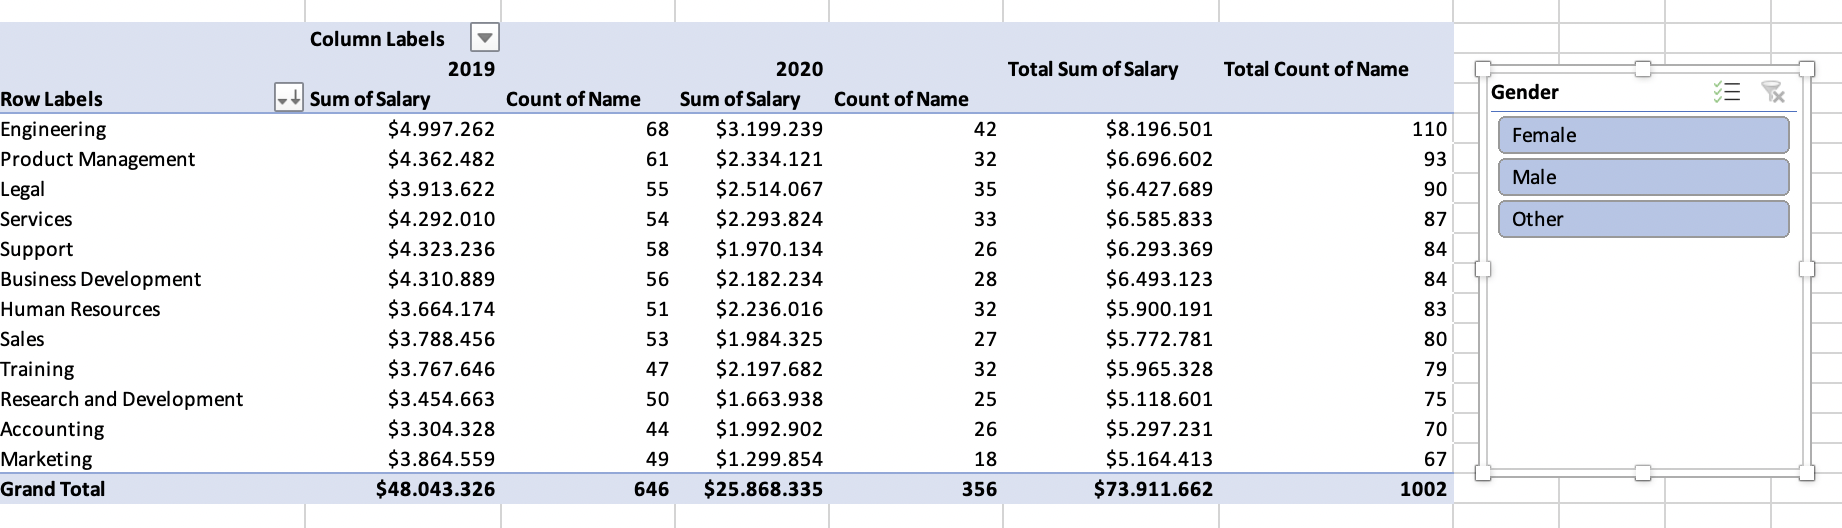 Column Labels
2019 2020 Total Sum of Salary Total Count of Name
Row Labels Sum of Salary Count of Name Sum of Salary Count of Name
Engineering $4.997.262 68 $3.199.239 42 $8.196.501 110
Product Management $4.362.482 61 $2.334.121 32 $6.696.602 93
Legal $3.913.622 55 $2.514.067 35 $6.427.689 90
Services $4.292.010 54 $2.293.824 33 $6.585.833 87
Support $4.323.236 58 $1.970.134 26 $6.293.369 84
Business Development $4.310.889 56 $2.182.234 28 $6.493.123 84
Human Resources $3.664.174 51 $2.236.016 32 $5.900.191 83
Sales $3.788.456 53 $1.984.325 27 $5.772.781 80
Training $3.767.646 47 $2.197.682 32 $5.965.328 79
Research and Development $3.454.663 50 $1.663.938 25 $5.118.601 75
Accounting $3.304.328 44 $1.992.902 26 $5.297.231 70
Marketing $3.864.559 49 $1.299.854 18 $5.164.413 67
Grand Total $48.043.326 646 $25.868.335 356 $73.911.662 1002
Gender
Female
Male
Other